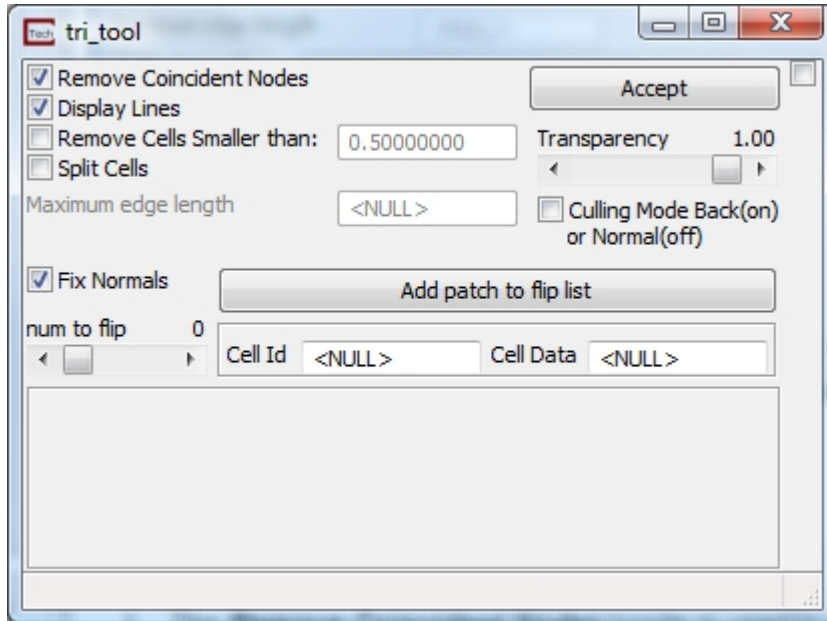 Tech tri_tool
Remove Coincident Nodes
Accept
Display Lines
Remove Cells Smaller than: 0.50000000
Transparency 1.00
Split Cells
Maximum edge length <NULL>
Culling Mode Back(on)
or Normal(off)
Fix Normals
Add patch to flip list
num to flip 0
Cell Id <NULL> Cell Data <NULL>